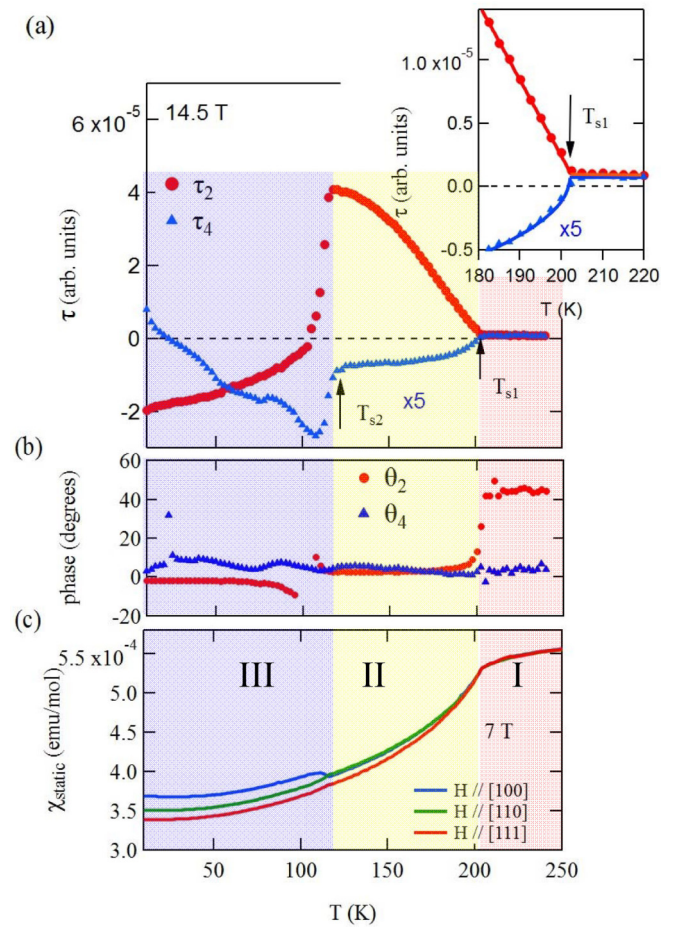 (a)
14.5 T
τ (arb. units)
6 x10⁻⁵
4
2
0
-2
τ₂
τ₄
x5
Tₛ₂
Tₛ₁
τ (arb. units)
1.0 x10⁻⁵
0.5
0.0
-0.5
Tₛ₁
x5
180 190 200 210 220
T (K)
(b)
phase (degrees)
60
40
20
0
-20
θ₂
θ₄
(c)
χstatic (emu/mol)
5.5 x10⁻⁴
5.0
4.5
4.0
3.5
3.0
III II I
7 T
H // [100]
H // [110]
H // [111]
50 100 150 200 250
T (K)